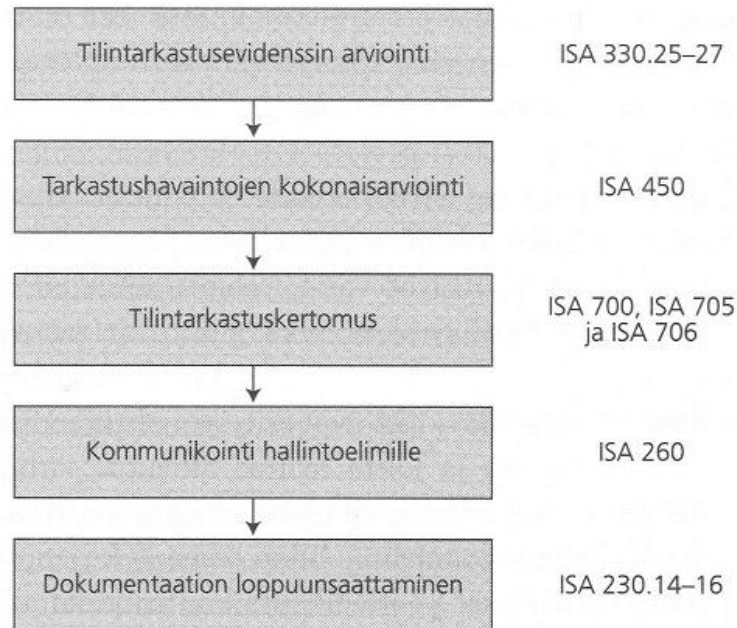 Tilintarkastusevidenssin arviointi ISA 330.25–27
Tarkastushavaintojen kokonaisarviointi ISA 450
Tilintarkastuskertomus ISA 700, ISA 705
ja ISA 706
Kommunikointi hallintoelimille ISA 260
Dokumentaation loppuunsaattaminen ISA 230.14–16